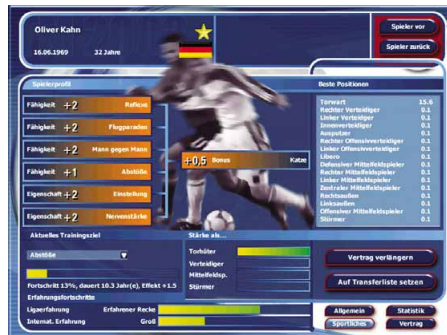 Oliver Kahn
16.06.1969 32 Jahre
Spieler vor
Spieler zurück
Spielerprofil
Fähigkeit +2 Reflexe
Fähigkeit +2 Flugparaden
Fähigkeit +2 Mann gegen Mann
Fähigkeit +1 Abstöße
Eigenschaft +2 Einstellung
Eigenschaft +2 Nervenstärke
+0,5 Bonus Katze
Beste Positionen
Torwart 15.6
Rechter Verteidiger 0.1
Linker Verteidiger 0.1
Innenverteidiger 0.1
Ausputzer 0.1
Rechter Offensivverteidiger 0.1
Linker Offensivverteidiger 0.1
Libero 0.1
Defensiver Mittelfeldspieler 0.1
Rechter Mittelfeldspieler 0.1
Linker Mittelfeldspieler 0.1
Zentraler Mittelfeldspieler 0.1
Rechtsaußen 0.1
Linksaußen 0.1
Offensiver Mittelfeldspieler 0.1
Stürmer 0.1
Aktuelles Trainingsziel
Abstöße
Fortschritt 13%, dauert 10.3 Jahr(e), Effekt +1.5
Erfahrungsfortschritte
Ligaerfahrung Erfahrener Recke
Internat. Erfahrung Groß
Stärke als...
Torhüter
Verteidiger
Mittelfeldsp.
Stürmer
Vertrag verlängern
Auf Transferliste setzen
Allgemein
Statistik
Sportliches
Vertrag